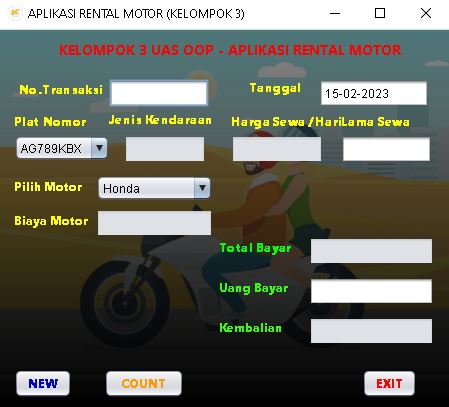 APLIKASI RENTAL MOTOR (KELOMPOK 3)
KELOMPOK 3 UAS OOP - APLIKASI RENTAL MOTOR
No.Transaksi
Tanggal
15-02-2023
Plat Nomor
Jenis Kendaraan
Harga Sewa / Hari
Lama Sewa
AG789KBX
Pilih Motor
Honda
Biaya Motor
Total Bayar
Uang Bayar
Kembalian
NEW
COUNT
EXIT